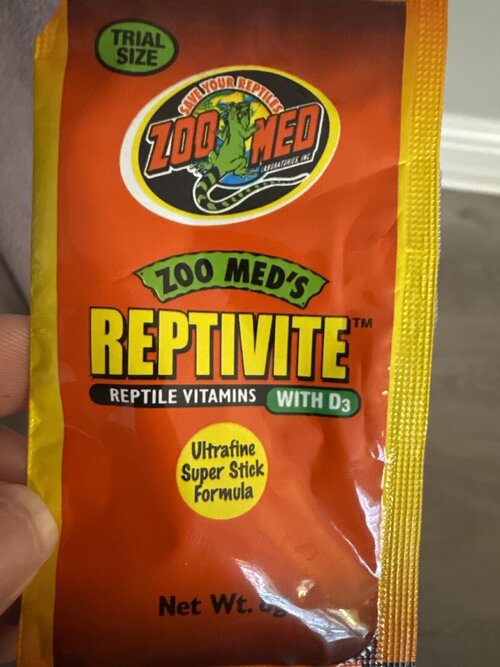 TRIAL
SIZE
SAVE YOUR REPTILES
ZOO MED
LABORATORIES, INC
ZOO MED'S
REPTIVITE™
REPTILE VITAMINS WITH D3
Ultrafine
Super Stick
Formula
Net Wt.